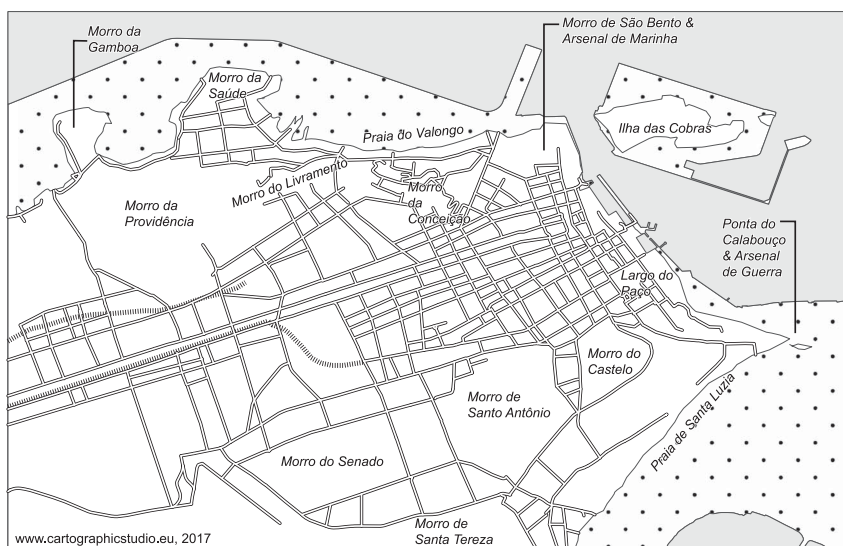 Morro da
Gamboa
Morro de São Bento &
Arsenal de Marinha
Morro da
Saúde
Praia do Valongo
Ilha das Cobras
Morro do Livramento
Morro
da
Conceição
Morro da
Providência
Ponta do
Calabouço
& Arsenal
de Guerra
Largo do
Paço
Morro do
Castelo
Morro de
Santo Antônio
Praia de Santa Luzia
Morro do Senado
Morro de
Santa Tereza
www.cartographicstudio.eu, 2017